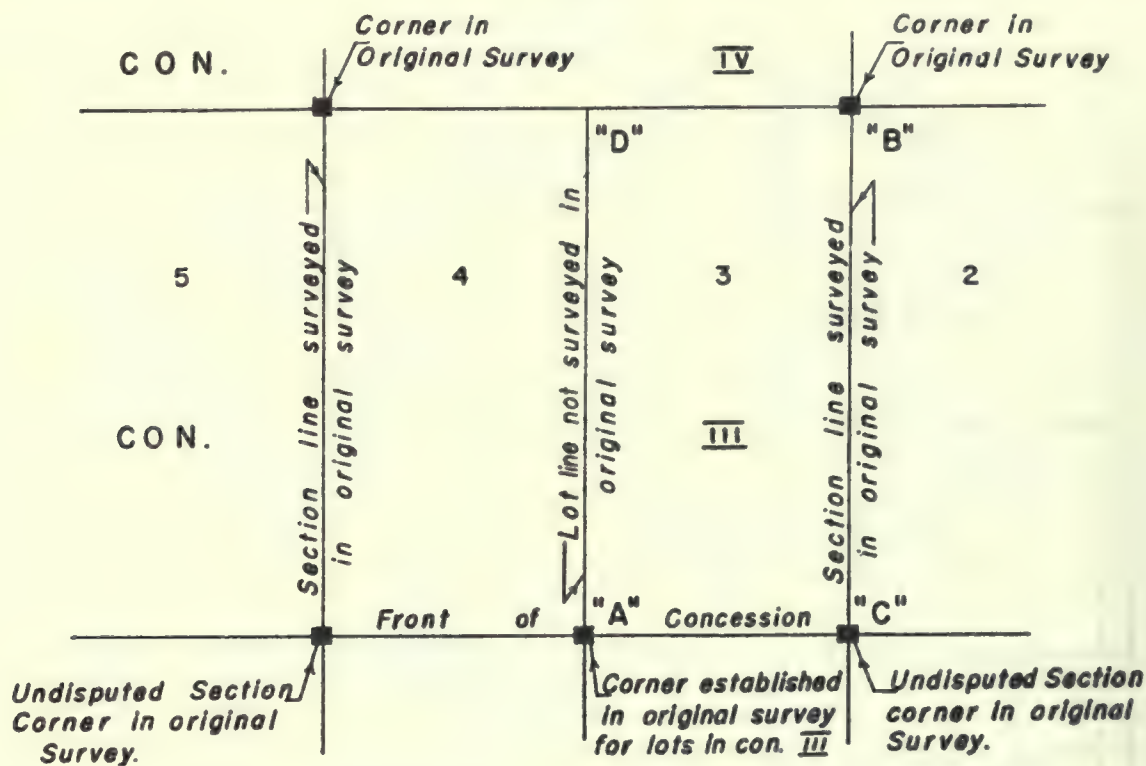 Corner in
Original Survey
Corner in
Original Survey
CON.
IV
"D"
"B"
5
Section line surveyed
in original survey
4
Lot line not surveyed in
original survey
3
Section line surveyed
in original survey
2
CON.
III
Front of "A" Concession "C"
Undisputed Section
Corner in original
Survey.
Corner established
in original survey
for lots in con. III
Undisputed Section
corner in original
Survey.